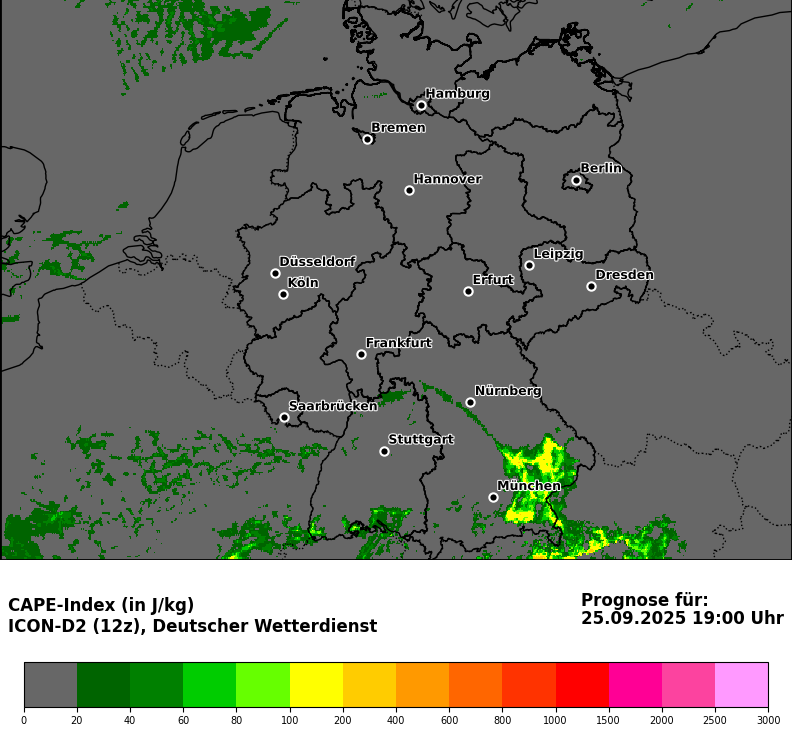 Hamburg
Bremen
Berlin
Hannover
Leipzig
Düsseldorf
Dresden
Erfurt
Köln
Frankfurt
Nürnberg
Saarbrücken
Stuttgart
München
CAPE-Index (in J/kg)
ICON-D2 (12z), Deutscher Wetterdienst
Prognose für:
25.09.2025 19:00 Uhr
0 20 40 60 80 100 200 400 600 800 1000 1500 2000 2500 3000